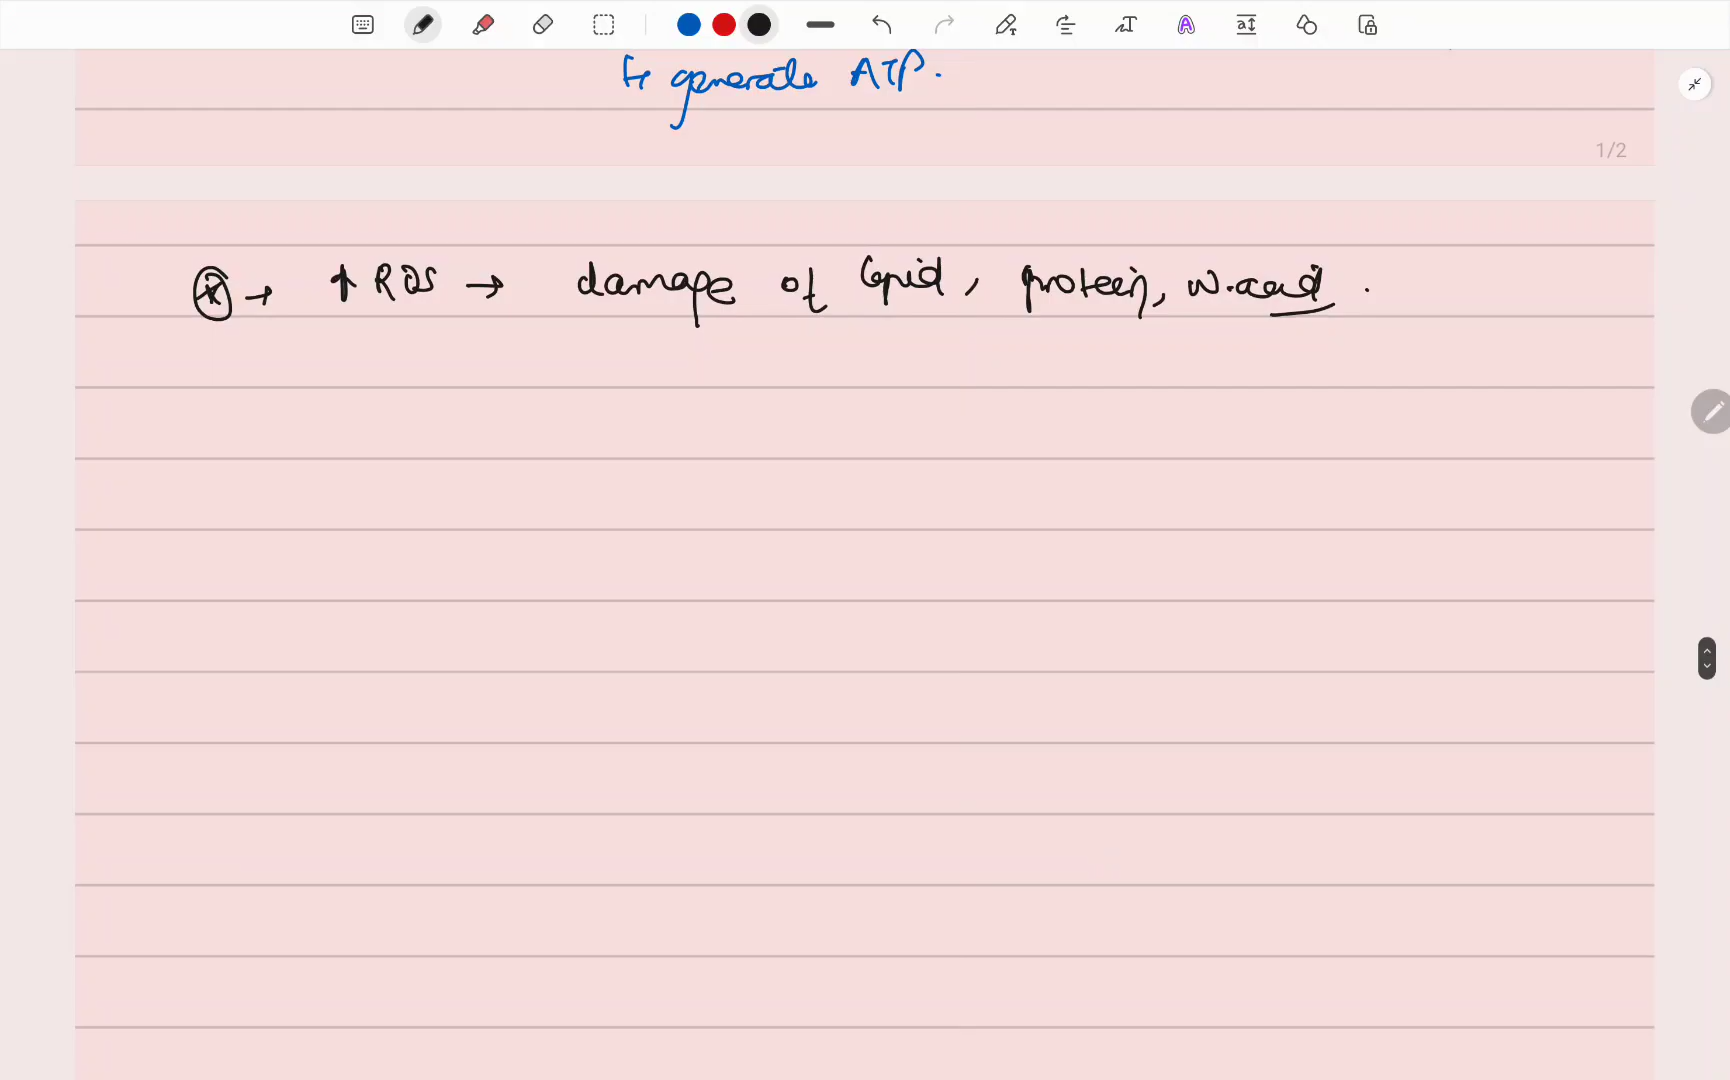 to generate ATP.
1/2
⊛ → ↑ ROS → damage of lipid, protein, N.acid .